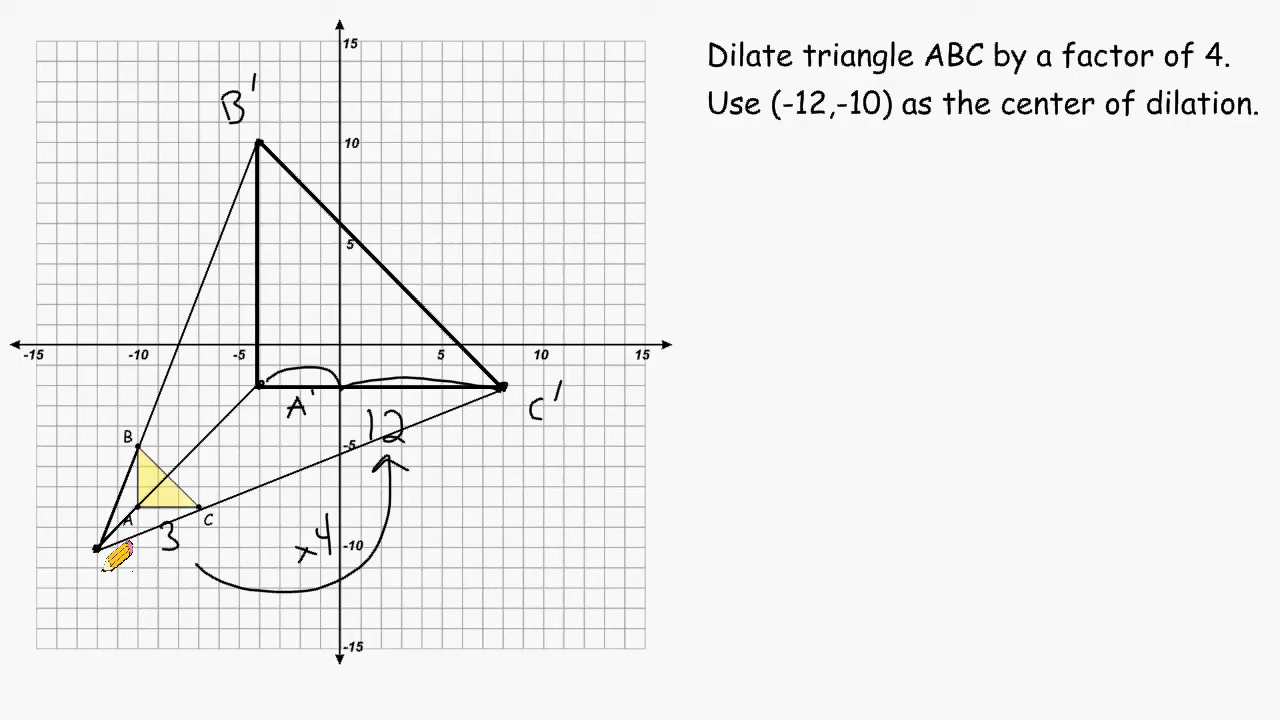 Dilate triangle ABC by a factor of 4.
Use (-12,-10) as the center of dilation.
15
B'
10
5
-15 -10 -5 5 10 15
A'
C'
12
B
-5
A
C
3
x4
-10
-15